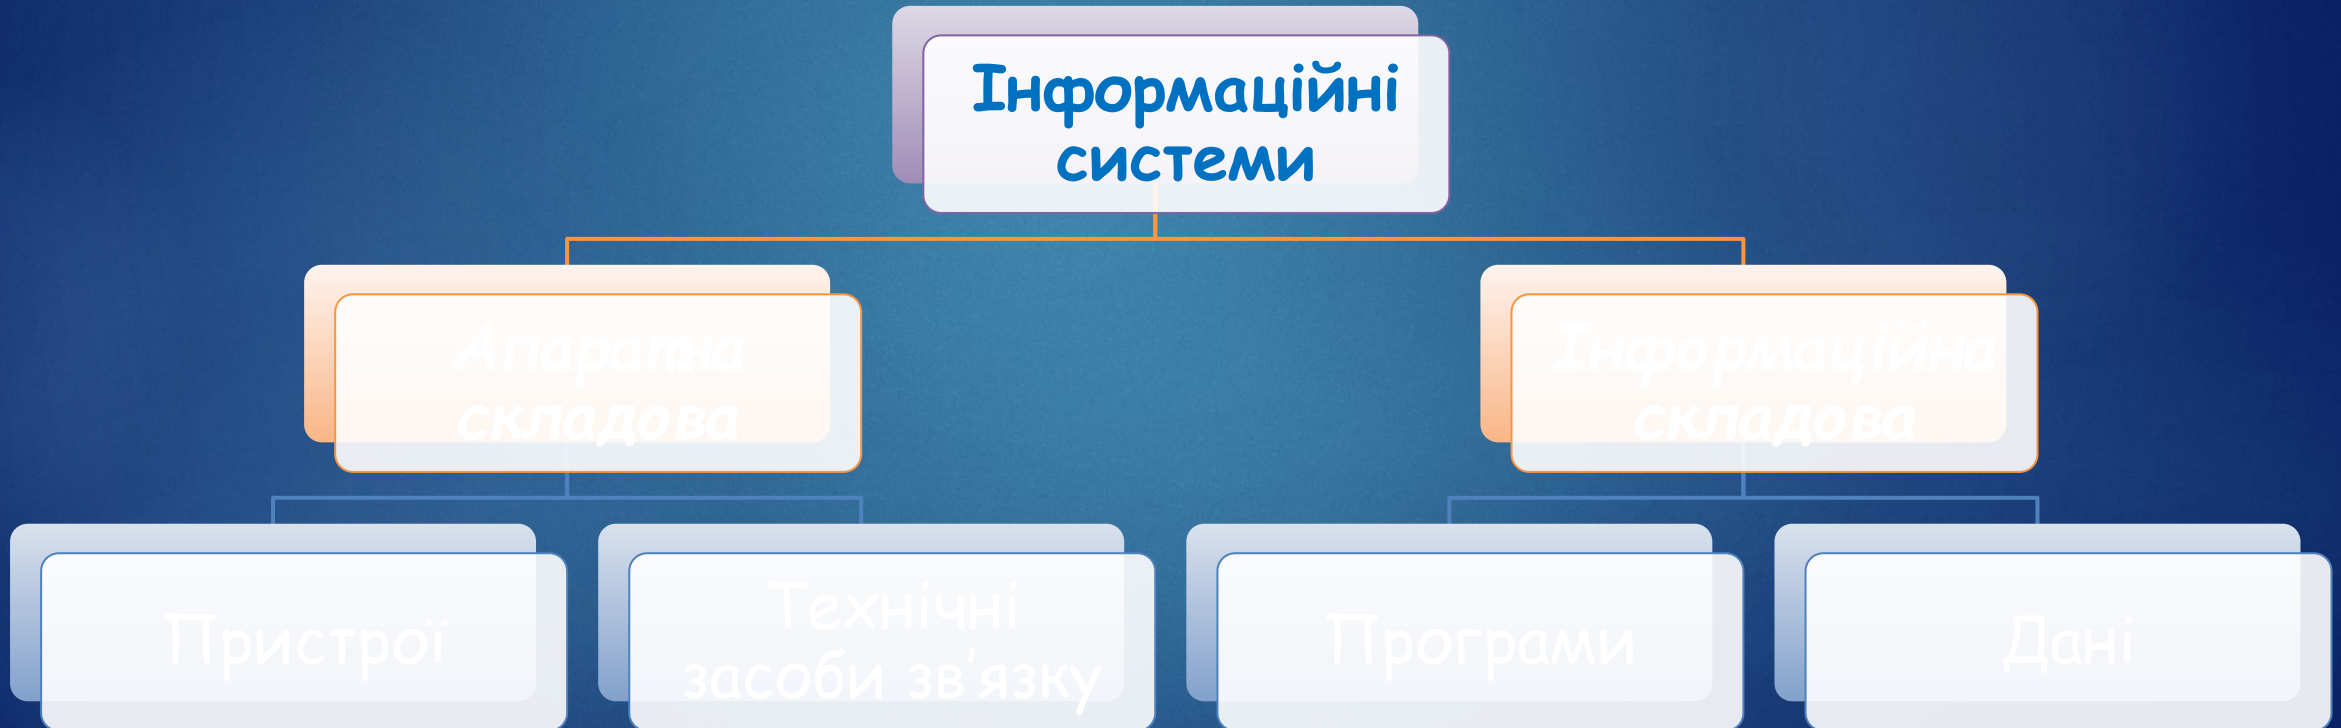 Інформаційні
системи
Апаратна
складова
Інформаційна
складова
Пристрої
Технічні
засоби зв'язку
Програми
Дані